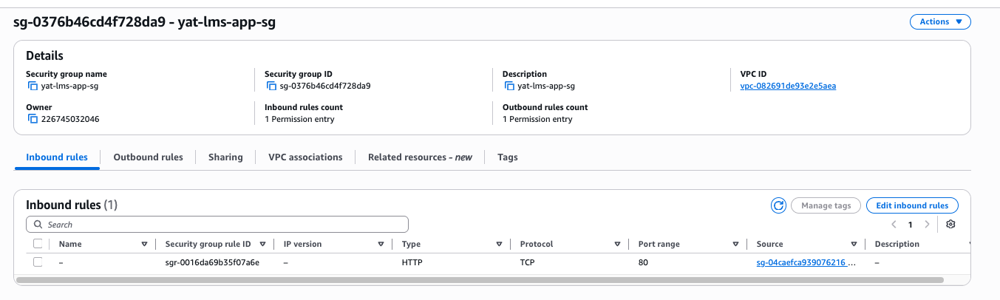 sg-0376b46cd4f728da9 - yat-lms-app-sg
Actions
Details
Security group name
yat-lms-app-sg
Security group ID
sg-0376b46cd4f728da9
Description
yat-lms-app-sg
VPC ID
vpc-082691de93e2e5aea
Owner
226745032046
Inbound rules count
1 Permission entry
Outbound rules count
1 Permission entry
Inbound rules
Outbound rules
Sharing
VPC associations
Related resources - new
Tags
Inbound rules (1)
Manage tags
Edit inbound rules
Search
1
Name
Security group rule ID
IP version
Type
Protocol
Port range
Source
Description
–
sgr-0016da69b35f07a6e
–
HTTP
TCP
80
sg-04caefca939076216 ...
–